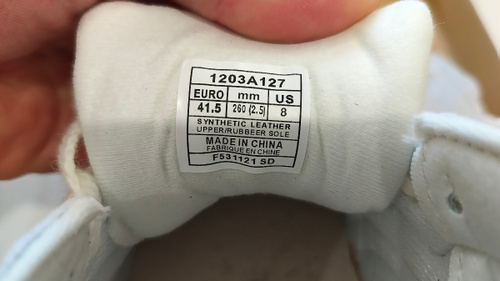 1203A127
EURO mm US
41.5 260 (2.5) 8
SYNTHETIC LEATHER
UPPER/RUBBEER SOLE
MADE IN CHINA
FABRIQUE EN CHINE
F531121 SD